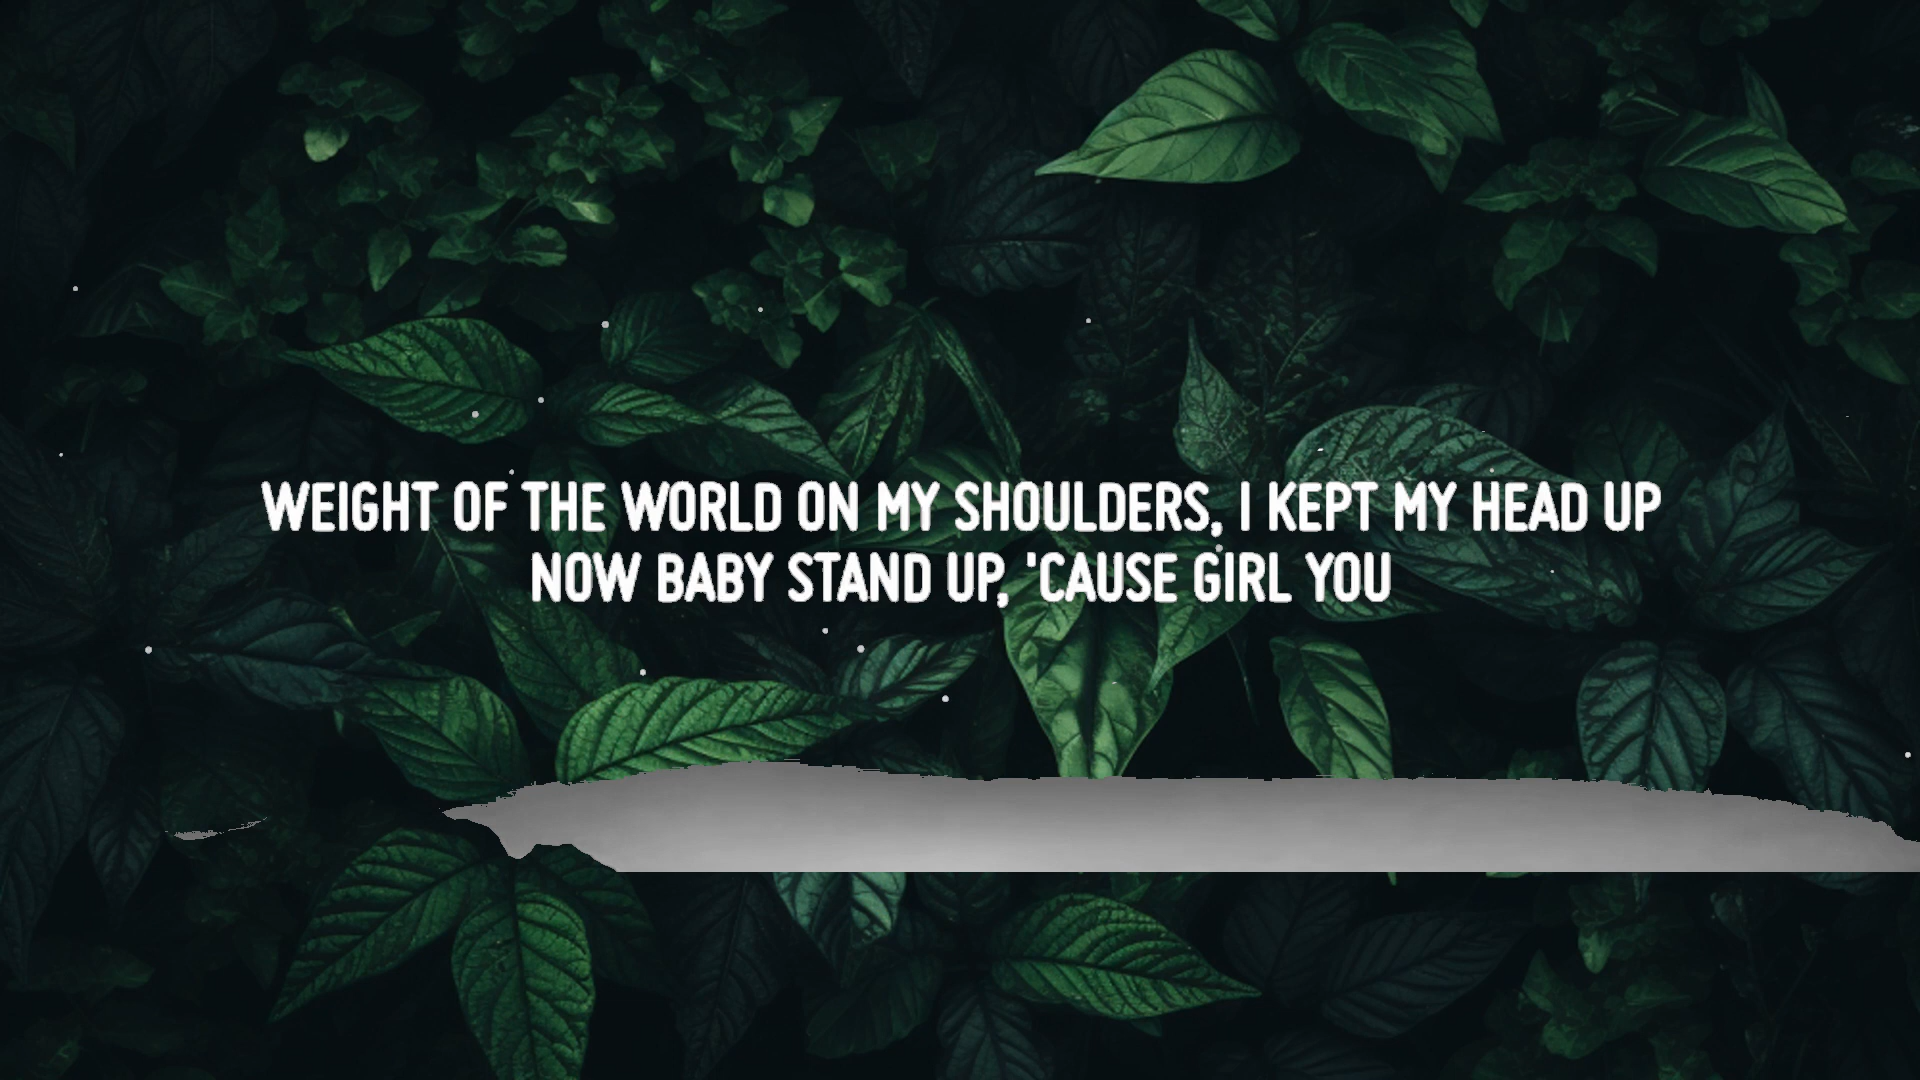 WEIGHT OF THE WORLD ON MY SHOULDERS, I KEPT MY HEAD UP
NOW BABY STAND UP, 'CAUSE GIRL YOU